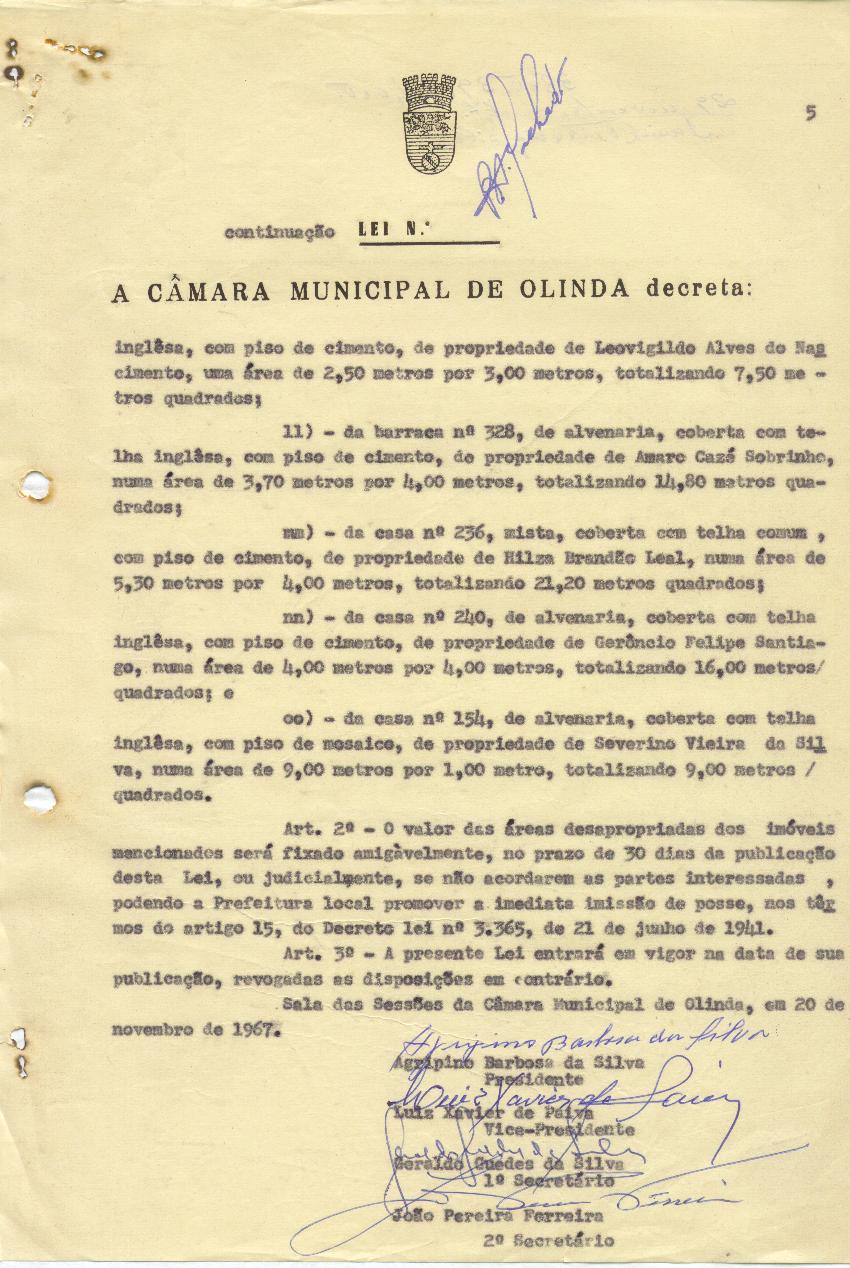 5
continuação LEI N.º
A CÂMARA MUNICIPAL DE OLINDA decreta:
inglêsa, com piso de cimento, de propriedade de Leovigildo Alves do Nas
cimento, uma área de 2,50 metros por 3,00 metros, totalizando 7,50 me -
tros quadrados;
ll) - da barraca nº 328, de alvenaria, coberta com te-
lha inglêsa, com piso de cimento, de propriedade de Amaro Cazé Sobrinho,
numa área de 3,70 metros por 4,00 metros, totalizando 14,80 metros qua-
drados;
mm) - da casa nº 236, mista, coberta com telha comum ,
com piso de cimento, de propriedade de Hilza Brandão Leal, numa área de
5,30 metros por 4,00 metros, totalizando 21,20 metros quadrados;
nn) - da casa nº 240, de alvenaria, coberta com telha
inglêsa, com piso de cimento, de propriedade de Gerôncio Felipe Santia-
go, numa área de 4,00 metros por 4,00 metros, totalizando 16,00 metros/
quadrados; e
oo) - da casa nº 154, de alvenaria, coberta com telha
inglêsa, com piso de mosaico, de propriedade de Severino Vieira da Sil
va, numa área de 9,00 metros por 1,00 metro, totalizando 9,00 metros /
quadrados.
Art. 2º - O valor das áreas desapropriadas dos imóveis
mencionados será fixado amigàvelmente, no prazo de 30 dias da publicação
desta Lei, ou judicialmente, se não acordarem as partes interessadas ,
podendo a Prefeitura local promover a imediata imissão de posse, nos têr
mos do artigo 15, do Decreto lei nº 3.365, de 21 de junho de 1941.
Art. 3º - A presente Lei entrará em vigor na data de sua
publicação, revogadas as disposições em contrário.
Sala das Sessões da Câmara Municipal de Olinda, em 20 de
novembro de 1967.
Agripino Barbosa da Silva
Agripino Barbosa da Silva
Presidente
Luiz Xavier de Paiva
Luiz Xavier de Paiva
Vice-Presidente
Geraldo Guedes da Silva
1º Secretário
João Pereira Ferreira
2º Secretário